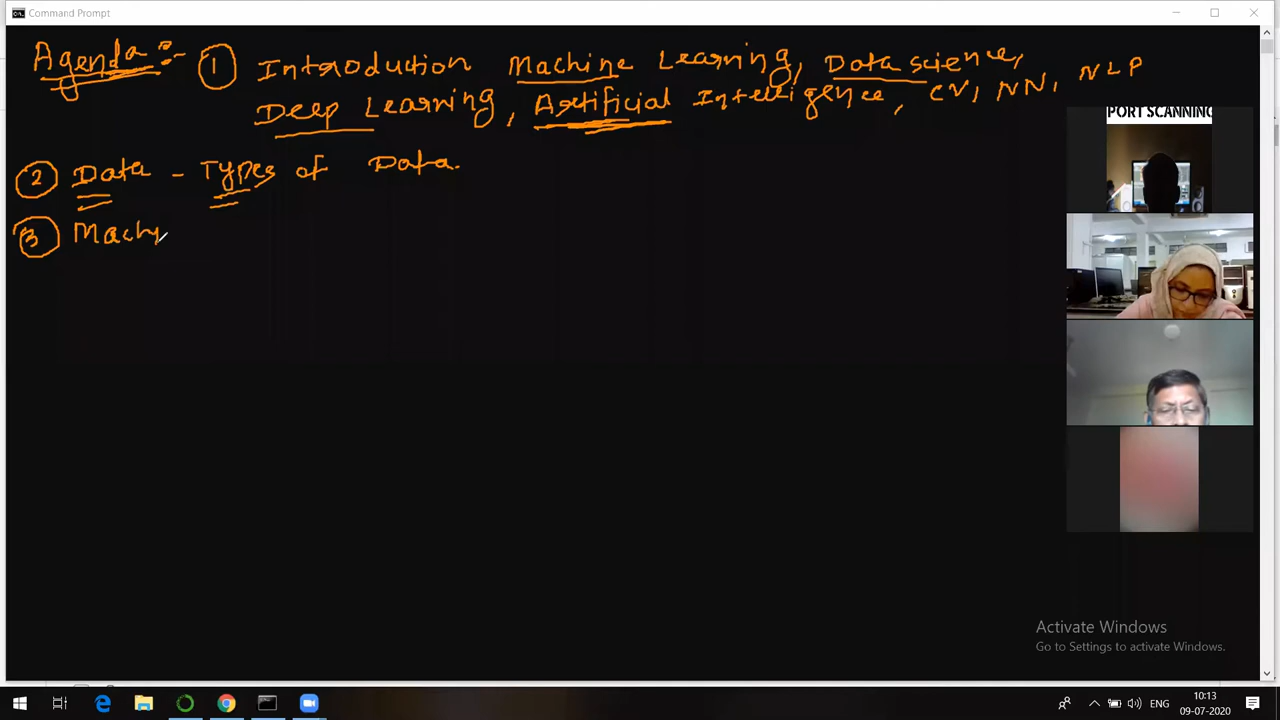 Command Prompt
Agenda :- ① Introduction Machine Learning, Data science,
Deep Learning, Artificial Intelligence, CV, NN, NLP
② Data - Types of Data.
③ Machi
PORT SCANNING
Activate Windows
Go to Settings to activate Windows.
ENG
10:13
09-07-2020